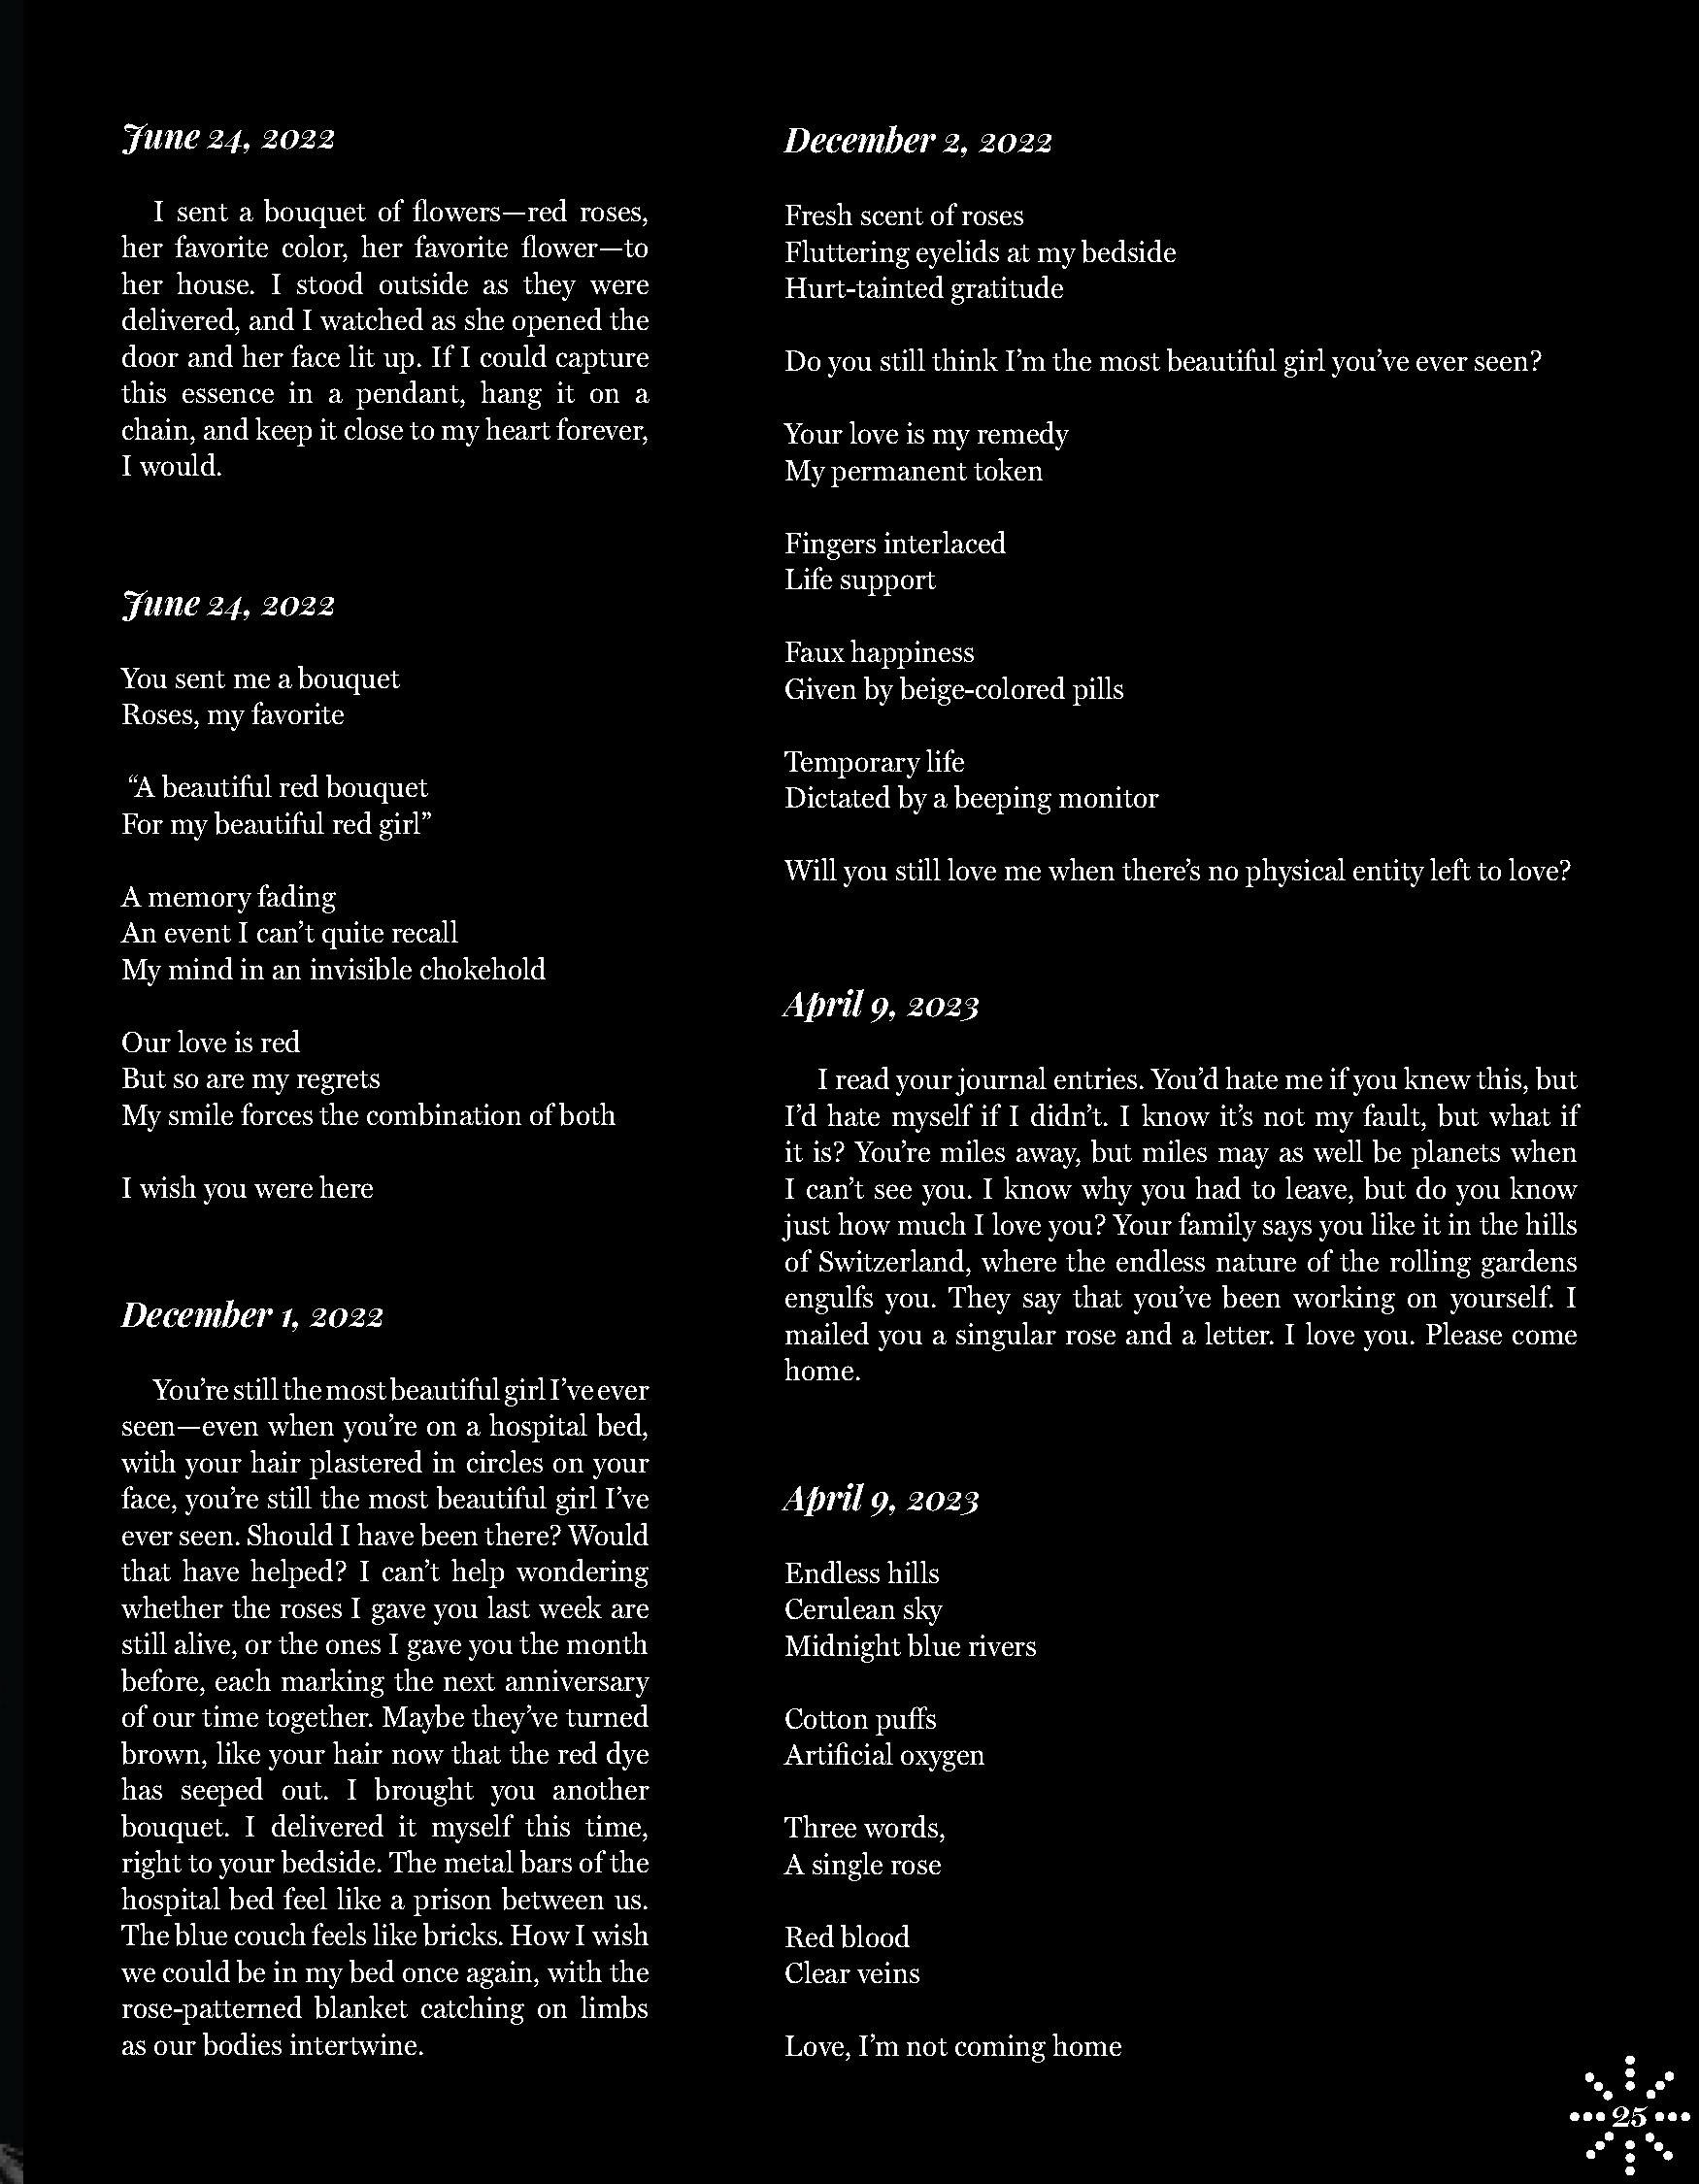 June 24, 2022
I sent a bouquet of flowers—red roses,
her favorite color, her favorite flower—to
her house. I stood outside as they were
delivered, and I watched as she opened the
door and her face lit up. If I could capture
this essence in a pendant, hang it on a
chain, and keep it close to my heart forever,
I would.
June 24, 2022
You sent me a bouquet
Roses, my favorite
“A beautiful red bouquet
For my beautiful red girl”
A memory fading
An event I can’t quite recall
My mind in an invisible chokehold
Our love is red
But so are my regrets
My smile forces the combination of both
I wish you were here
December 1, 2022
You’re still the most beautiful girl I’ve ever
seen—even when you’re on a hospital bed,
with your hair plastered in circles on your
face, you’re still the most beautiful girl I’ve
ever seen. Should I have been there? Would
that have helped? I can’t help wondering
whether the roses I gave you last week are
still alive, or the ones I gave you the month
before, each marking the next anniversary
of our time together. Maybe they’ve turned
brown, like your hair now that the red dye
has seeped out. I brought you another
bouquet. I delivered it myself this time,
right to your bedside. The metal bars of the
hospital bed feel like a prison between us.
The blue couch feels like bricks. How I wish
we could be in my bed once again, with the
rose-patterned blanket catching on limbs
as our bodies intertwine.
December 2, 2022
Fresh scent of roses
Fluttering eyelids at my bedside
Hurt-tainted gratitude
Do you still think I’m the most beautiful girl you’ve ever seen?
Your love is my remedy
My permanent token
Fingers interlaced
Life support
Faux happiness
Given by beige-colored pills
Temporary life
Dictated by a beeping monitor
Will you still love me when there’s no physical entity left to love?
April 9, 2023
I read your journal entries. You’d hate me if you knew this, but
I’d hate myself if I didn’t. I know it’s not my fault, but what if
it is? You’re miles away, but miles may as well be planets when
I can’t see you. I know why you had to leave, but do you know
just how much I love you? Your family says you like it in the hills
of Switzerland, where the endless nature of the rolling gardens
engulfs you. They say that you’ve been working on yourself. I
mailed you a singular rose and a letter. I love you. Please come
home.
April 9, 2023
Endless hills
Cerulean sky
Midnight blue rivers
Cotton puffs
Artificial oxygen
Three words,
A single rose
Red blood
Clear veins
Love, I’m not coming home
25